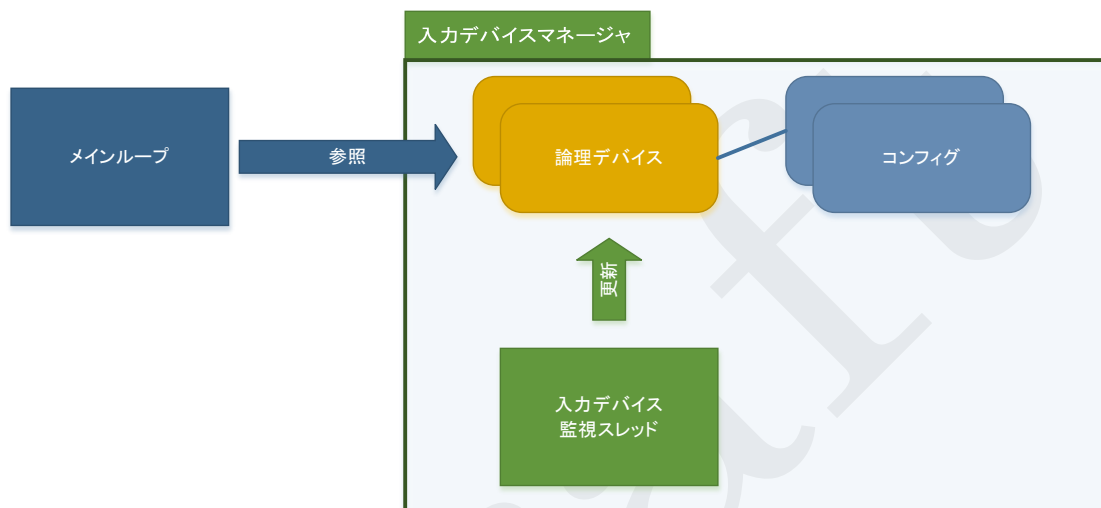 入力デバイスマネージャ
メインループ
参照
論理デバイス
コンフィグ
更新
入力デバイス
監視スレッド